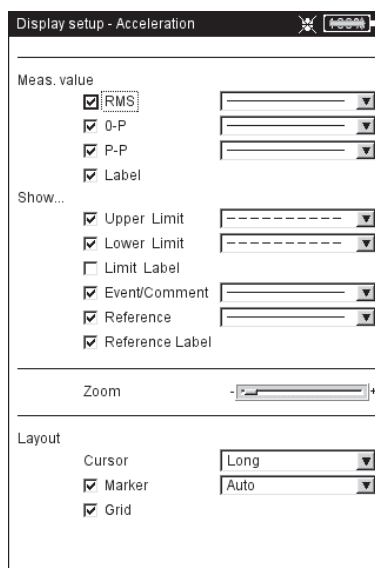 Display setup - Acceleration
Meas. value
RMS
0-P
P-P
Label
Show...
Upper Limit
Lower Limit
Limit Label
Event/Comment
Reference
Reference Label
Zoom - +
Layout
Cursor Long
Marker Auto
Grid